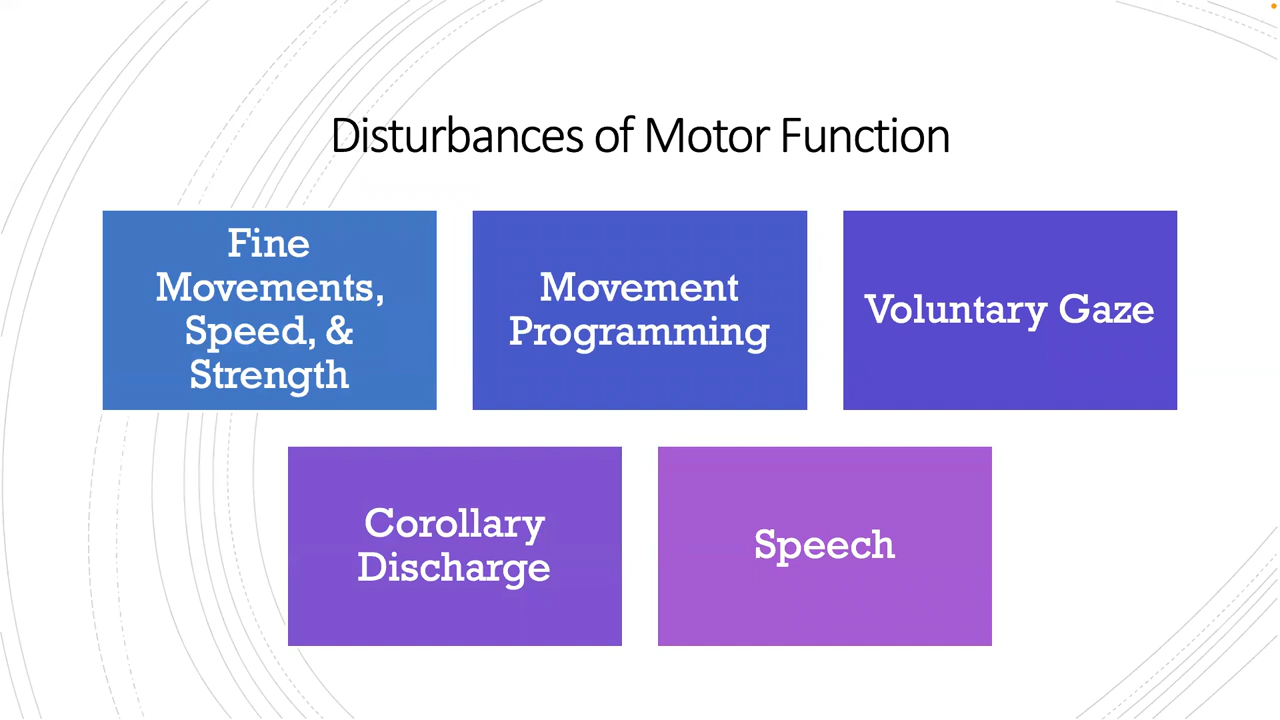 Disturbances of Motor Function
Fine
Movements,
Speed, &
Strength
Movement
Programming
Voluntary Gaze
Corollary
Discharge
Speech